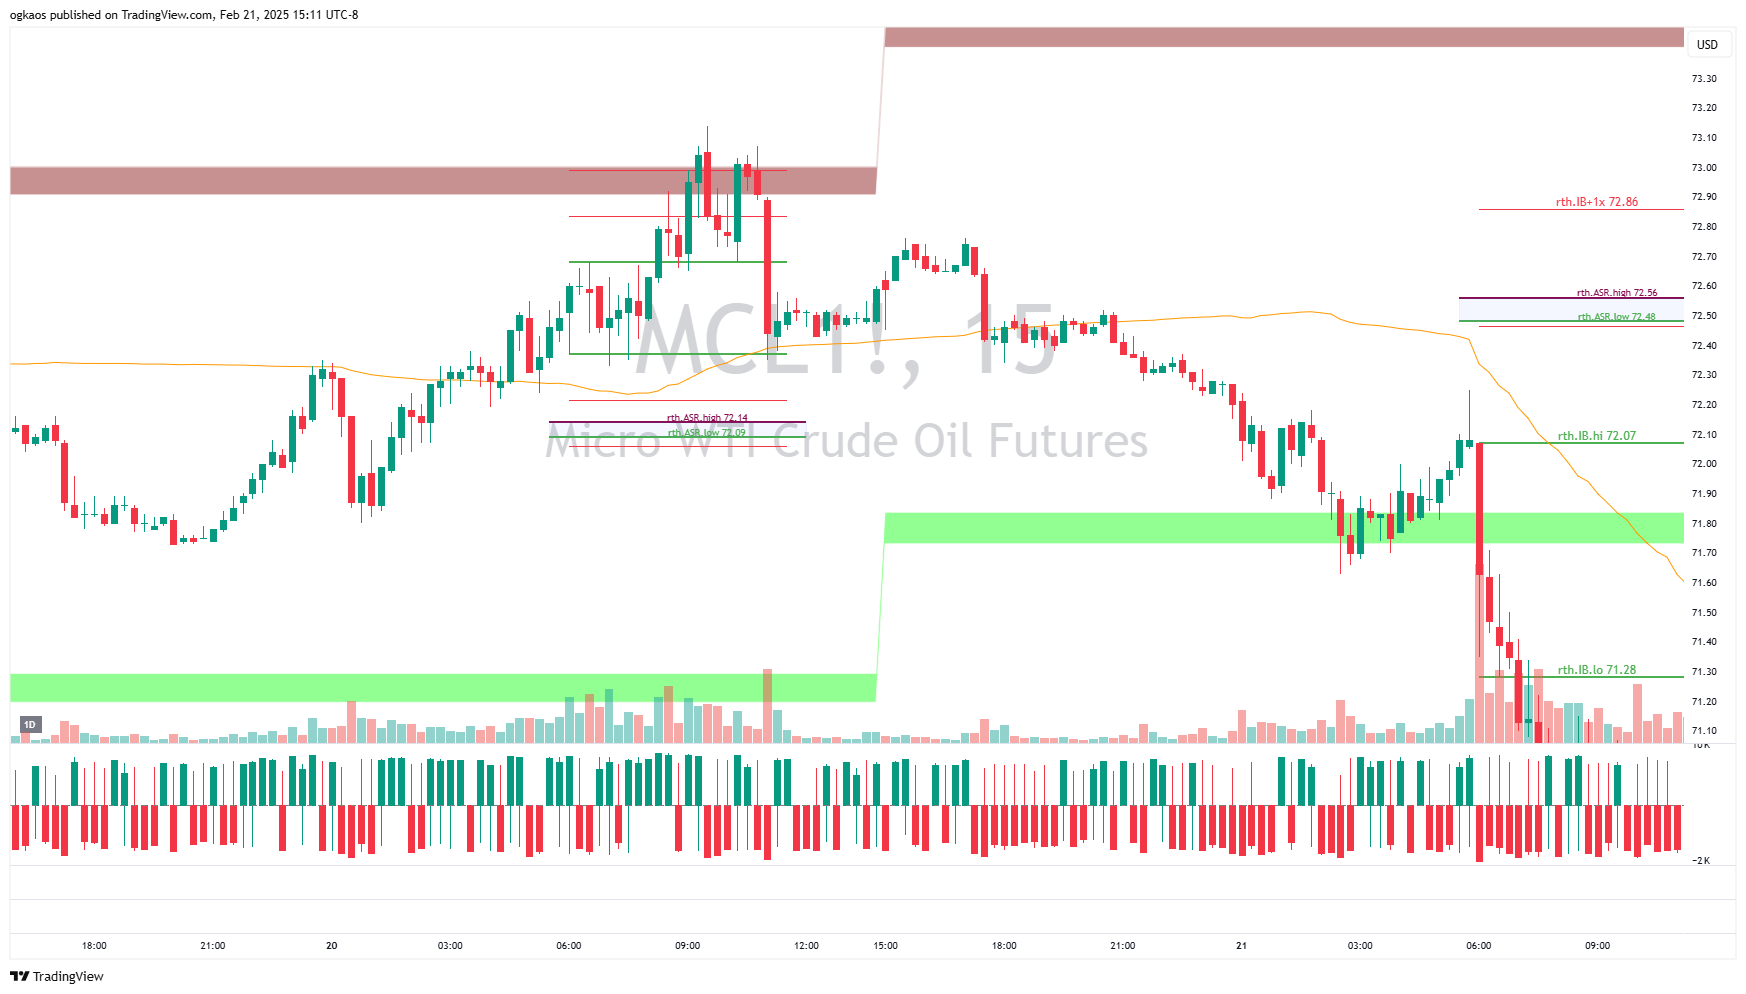 ogkaos published on TradingView.com, Feb 21, 2025 15:11 UTC-8
USD
73.30
73.20
73.10
73.00
72.90
72.80
72.70
72.60
72.50
72.40
72.30
72.20
72.10
72.00
71.90
71.80
71.70
71.60
71.50
71.40
71.30
71.20
71.10
rth.IB+1x 72.86
rth.ASR.high 72.56
rth.ASR.low 72.48
MCL1!, 15
Micro WTI Crude Oil Futures
rth.ASR.high 72.14
rth.ASR.low 72.09
rth.IB.hi 72.07
rth.IB.lo 71.28
1D
10 K
−2 K
18:00 21:00 20 03:00 06:00 09:00 12:00 15:00 18:00 21:00 21 03:00 06:00 09:00
TradingView